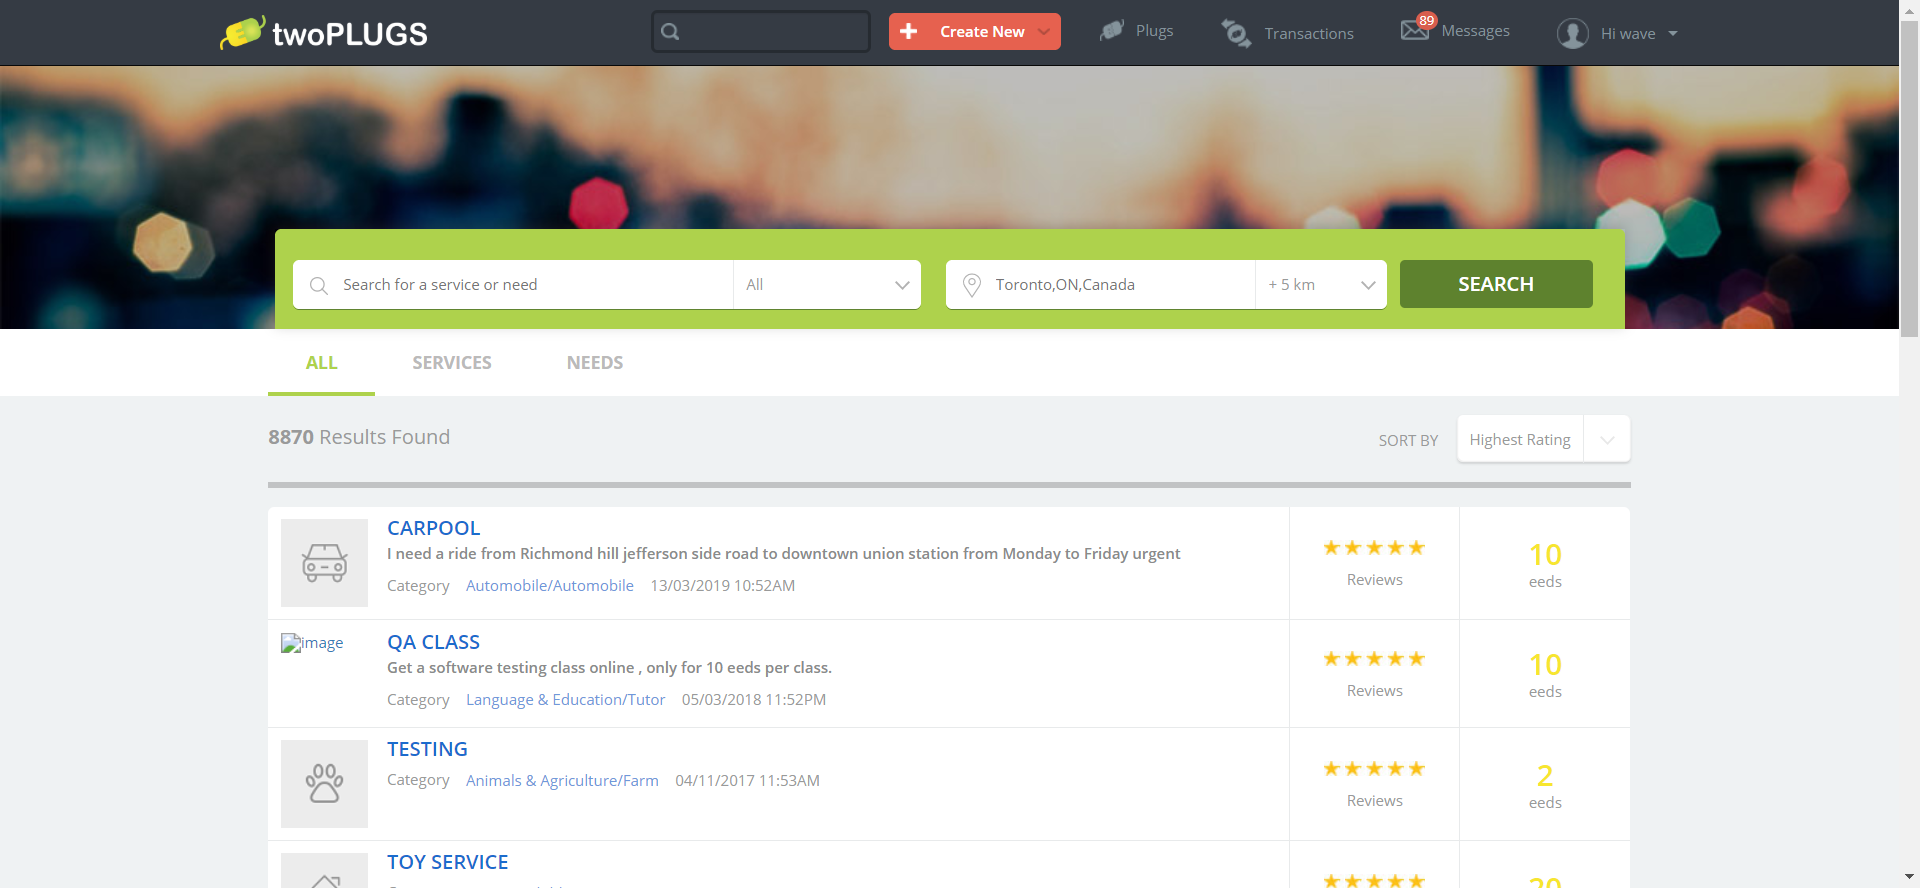 twoPLUGS
Create New
Plugs
Transactions
89
Messages
Hi wave
Search for a service or need
All
Toronto,ON,Canada
+ 5 km
SEARCH
ALL
SERVICES
NEEDS
8870 Results Found
SORT BY
Highest Rating
CARPOOL
I need a ride from Richmond hill jefferson side road to downtown union station from Monday to Friday urgent
Category Automobile/Automobile 13/03/2019 10:52AM
Reviews
10
eeds
image
QA CLASS
Get a software testing class online , only for 10 eeds per class.
Category Language & Education/Tutor 05/03/2018 11:52PM
Reviews
10
eeds
TESTING
Category Animals & Agriculture/Farm 04/11/2017 11:53AM
Reviews
2
eeds
TOY SERVICE
20